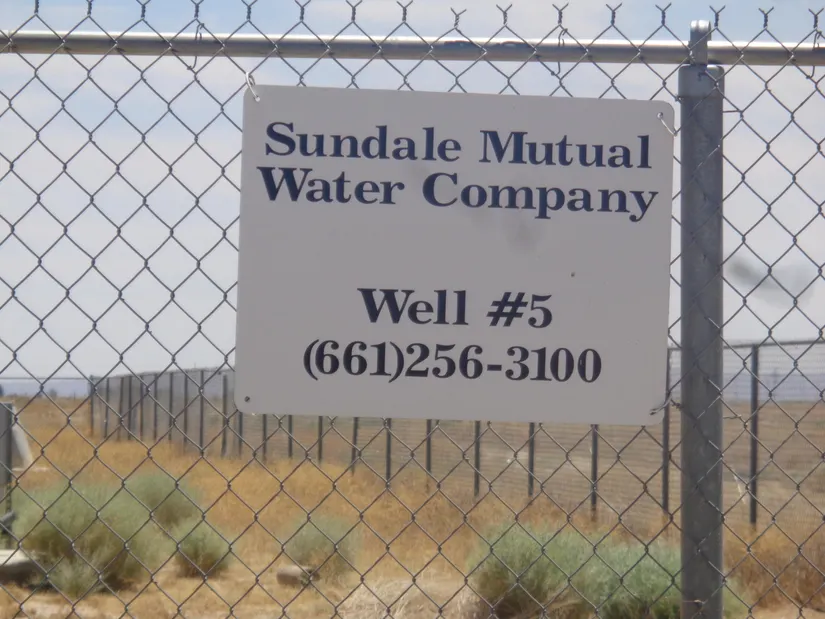 Sundale Mutual
Water Company
Well #5
(661)256-3100